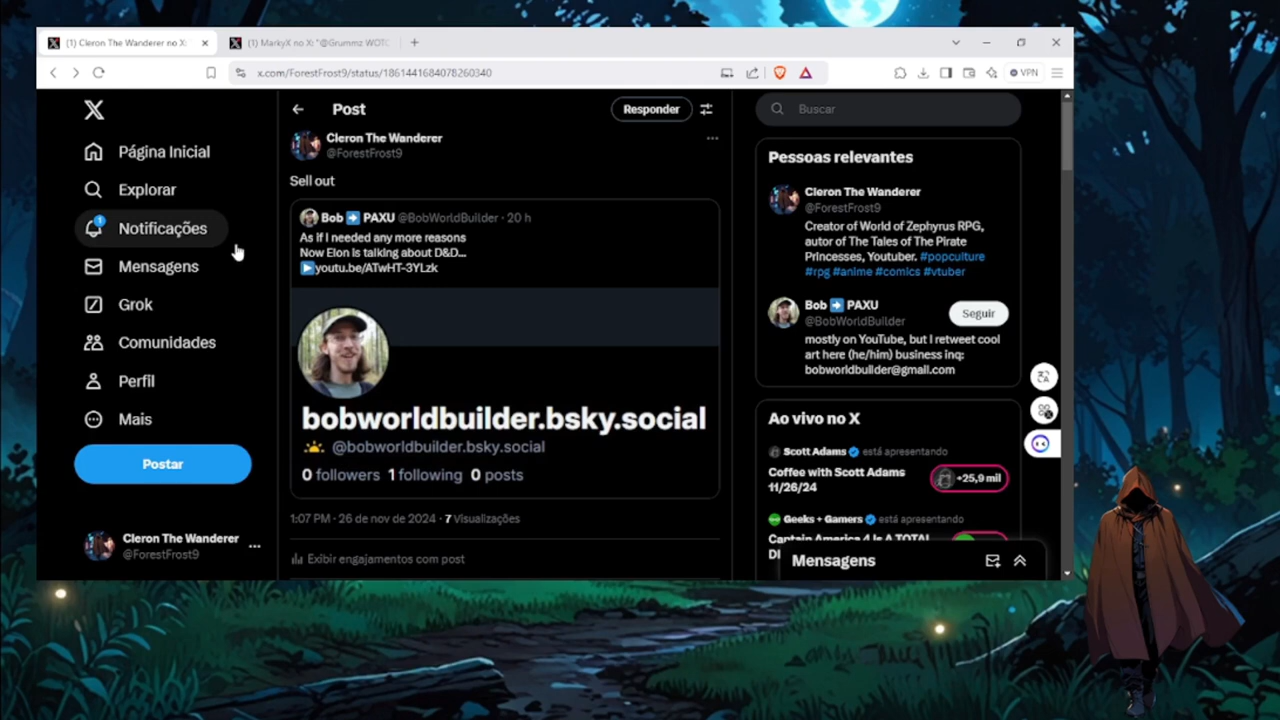 (1) Cleron The Wanderer no X:
(1) MarkyX no X: "@Grummz WOTC
x.com/ForestFrost9/status/1861441684078260340
VPN
Página Inicial
Explorar
1
Notificações
Mensagens
Grok
Comunidades
Perfil
Mais
Postar
Cleron The Wanderer
@ForestFrost9
Post
Responder
Cleron The Wanderer
@ForestFrost9
Sell out
Bob ➡️ PAXU @BobWorldBuilder · 20 h
As if I needed any more reasons
Now Elon is talking about D&D...
▶️youtu.be/ATwHT-3YLzk
bobworldbuilder.bsky.social
@bobworldbuilder.bsky.social
0 followers 1 following 0 posts
1:07 PM · 26 de nov de 2024 · 7 Visualizações
Exibir engajamentos com post
Buscar
Pessoas relevantes
Cleron The Wanderer
@ForestFrost9
Creator of World of Zephyrus RPG,
autor of The Tales of The Pirate
Princesses, Youtuber. #popculture
#rpg #anime #comics #vtuber
Bob ➡️ PAXU
@BobWorldBuilder
Seguir
mostly on YouTube, but I retweet cool
art here (he/him) business inq:
bobworldbuilder@gmail.com
Ao vivo no X
Scott Adams está apresentando
Coffee with Scott Adams
11/26/24
+25,9 mil
Geeks + Gamers está apresentando
Captain America 4 Is A TOTAL
Mensagens